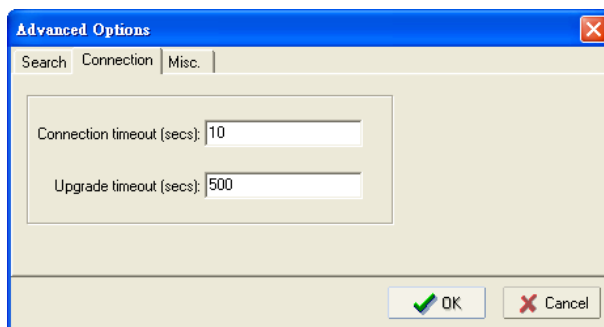 Advanced Options
Search Connection Misc.
Connection timeout (secs): 10
Upgrade timeout (secs): 500
OK Cancel